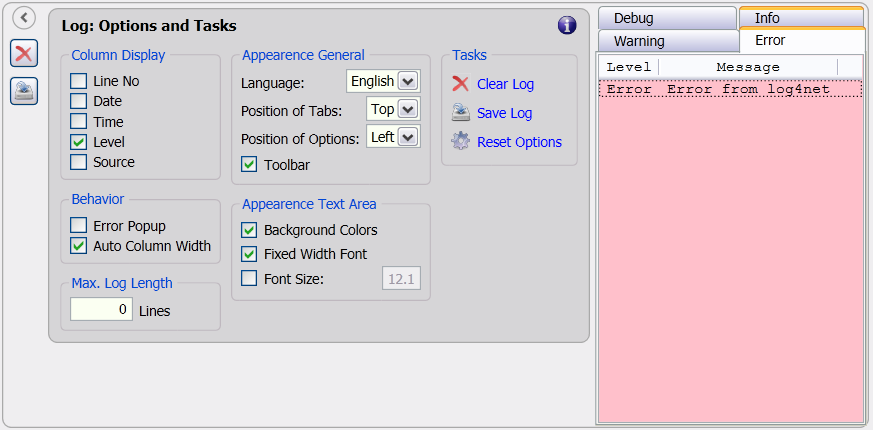 Log: Options and Tasks
Column Display
Line No
Date
Time
Level
Source
Behavior
Error Popup
Auto Column Width
Max. Log Length
0 Lines
Appearence General
Language: English
Position of Tabs: Top
Position of Options: Left
Toolbar
Appearence Text Area
Background Colors
Fixed Width Font
Font Size: 12.1
Tasks
Clear Log
Save Log
Reset Options
Debug Info
Warning Error
Level Message
Error Error from log4net